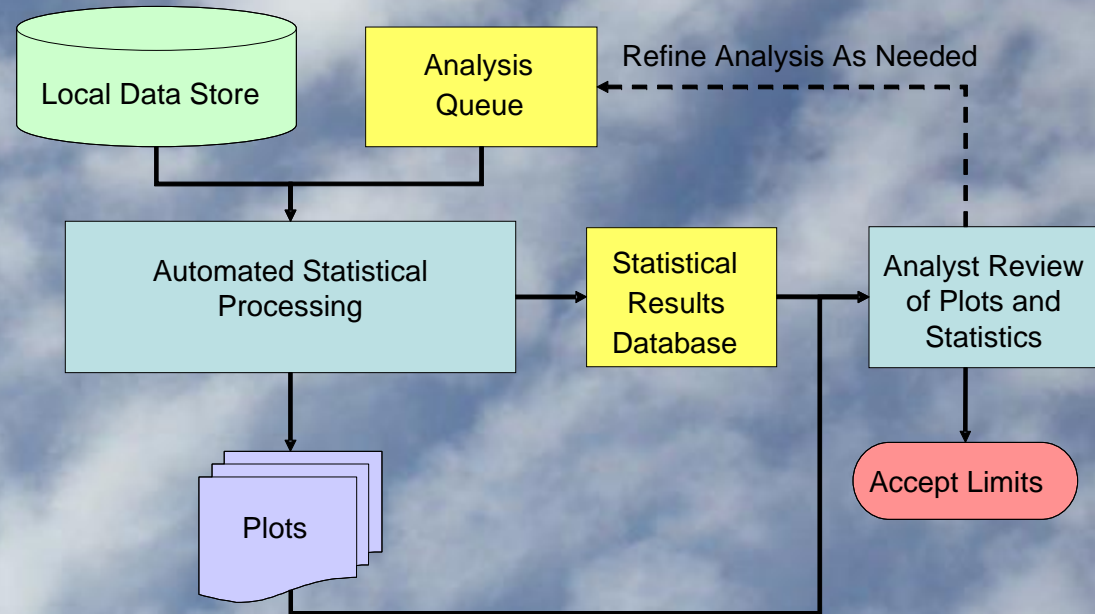 Local Data Store
Analysis
Queue
Refine Analysis As Needed
Automated Statistical
Processing
Statistical
Results
Database
Analyst Review
of Plots and
Statistics
Plots
Accept Limits